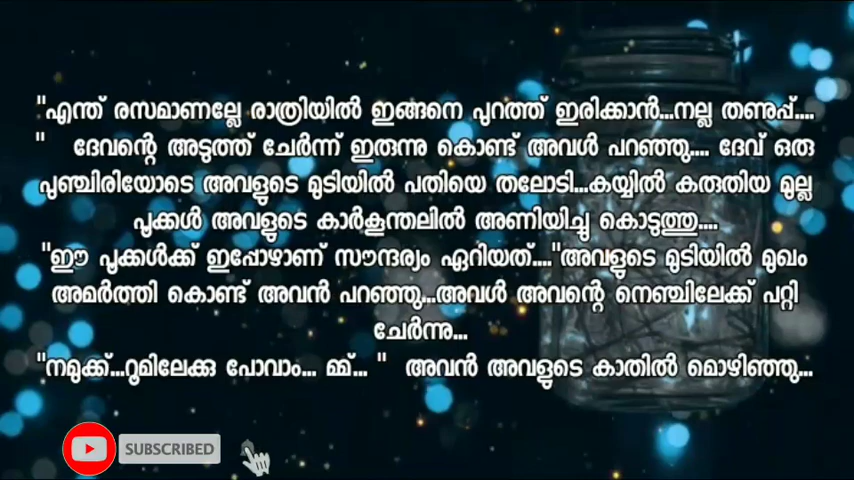 "എന്ത് രസമാണല്ലേ രാത്രിയിൽ ഇങ്ങനെ പുറത്ത് ഇരിക്കാൻ...നല്ല തണുപ്പ്....
" ദേവന്റെ അടുത്ത് ചേർന്ന് ഇരുന്നു കൊണ്ട് അവൾ പറഞ്ഞു.... ദേവ് ഒരു
പുഞ്ചിരിയോടെ അവളുടെ മുടിയിൽ പതിയെ തലോടി...കയ്യിൽ കരുതിയ മുല്ല
പൂക്കൾ അവളുടെ കാർകൂന്തലിൽ അണിയിച്ചു കൊടുത്തു....
"ഈ പൂക്കൾക്ക് ഇപ്പോഴാണ് സൗന്ദര്യം ഏറിയത്...."അവളുടെ മുടിയിൽ മുഖം
അമർത്തി കൊണ്ട് അവൻ പറഞ്ഞു...അവൾ അവന്റെ നെഞ്ചിലേക്ക് പറ്റി
ചേർന്നു...
"നമുക്ക്...റൂമിലേക്കു പോവാം... മ്മ്... " അവൻ അവളുടെ കാതിൽ മൊഴിഞ്ഞു...
SUBSCRIBED